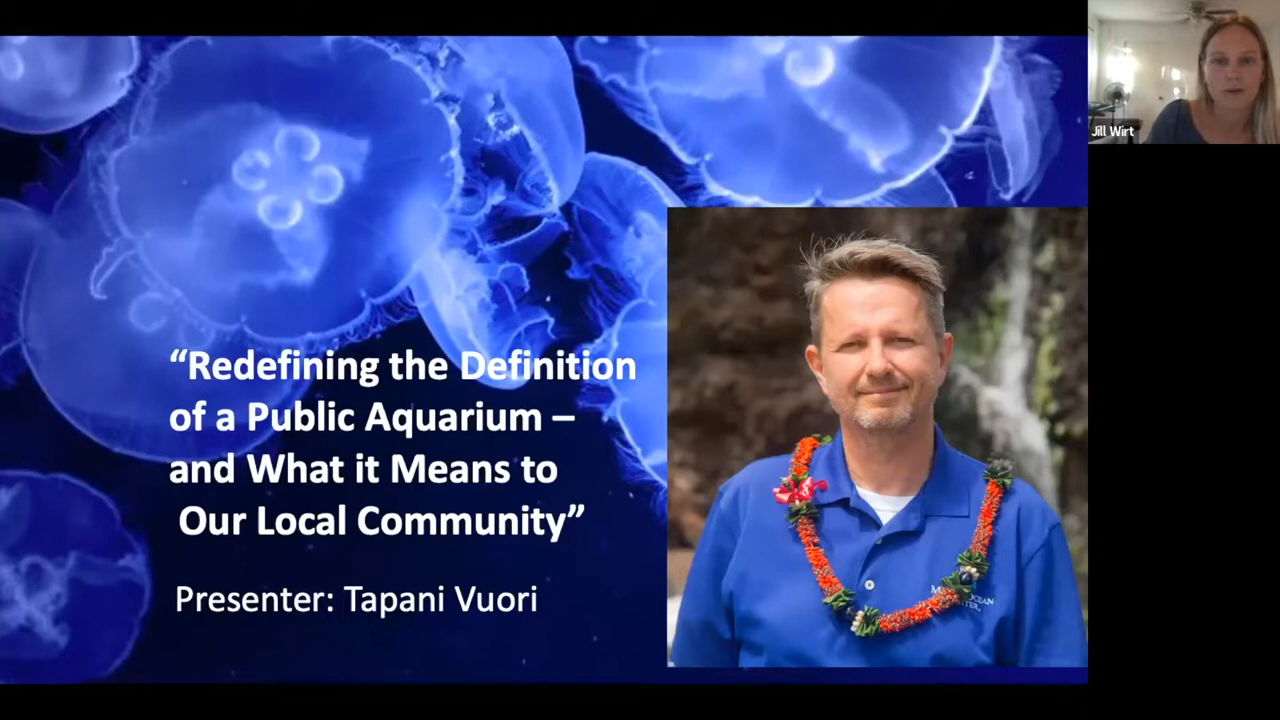 “Redefining the Definition
of a Public Aquarium –
and What it Means to
Our Local Community”
Presenter: Tapani Vuori
Jill Wirt